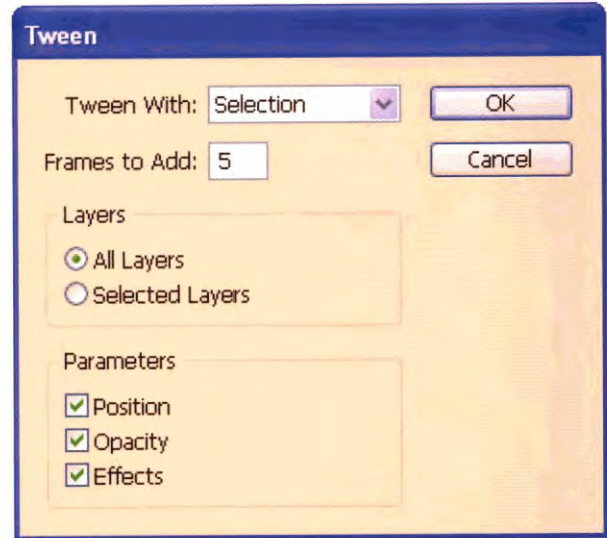 Tween
Tween With: Selection OK
Frames to Add: 5 Cancel
Layers
All Layers
Selected Layers
Parameters
Position
Opacity
Effects